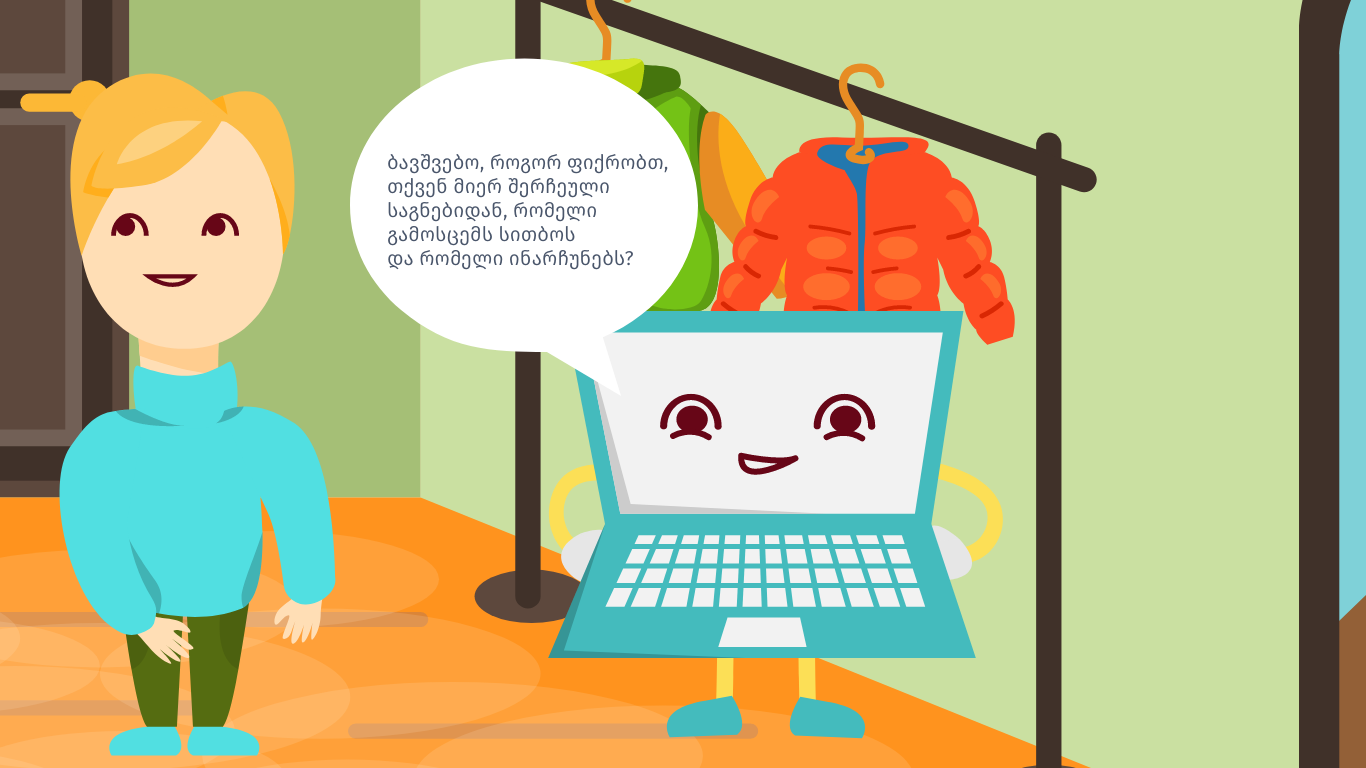 ბავშვებო, როგორ ფიქრობთ,
თქვენ მიერ შერჩეული
საგნებიდან, რომელი
გამოსცემს სითბოს
და რომელი ინარჩუნებს?